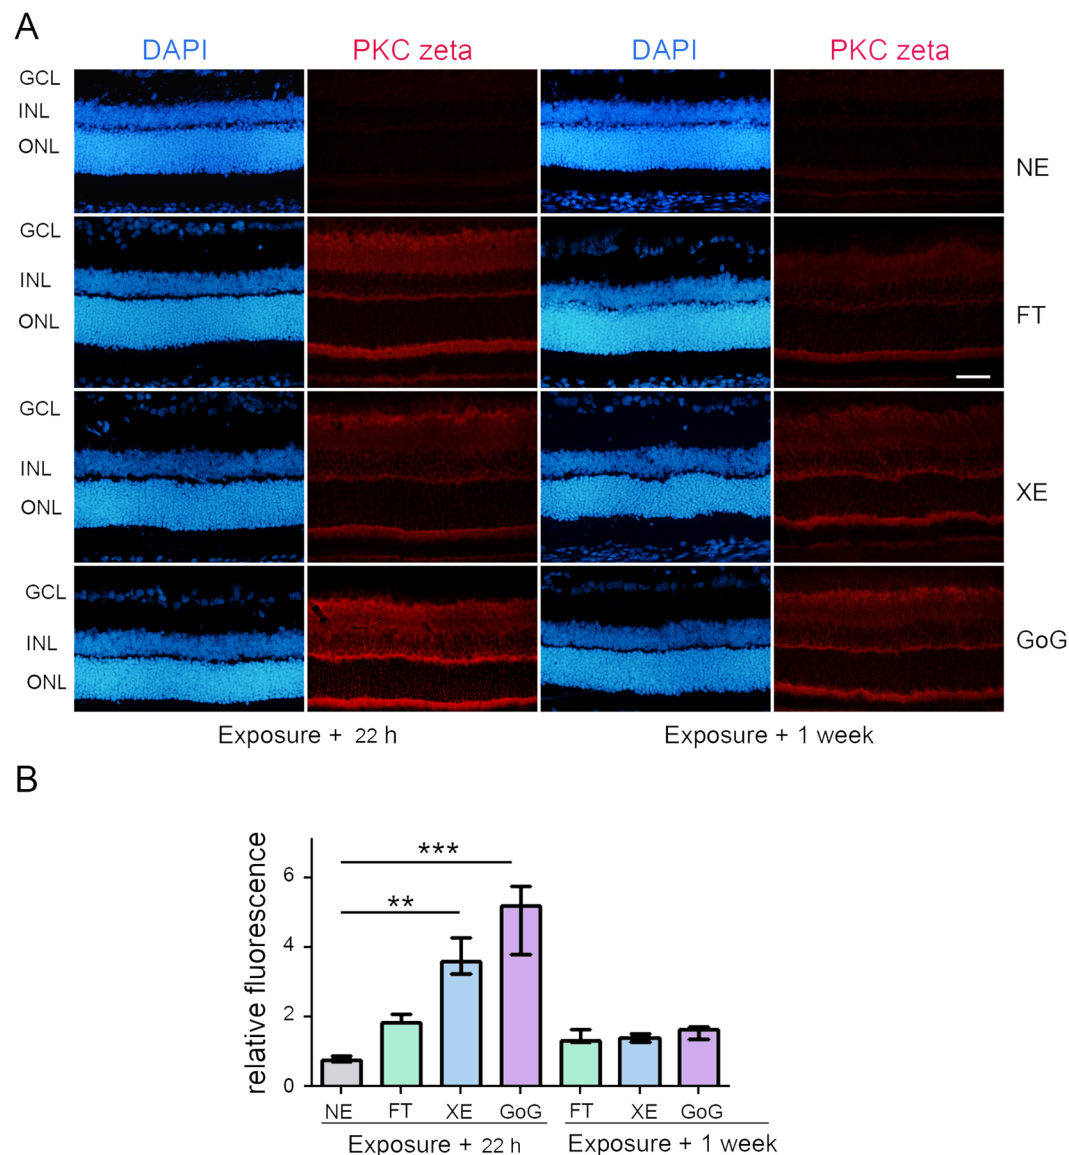 A
DAPI PKC zeta DAPI PKC zeta
GCL
INL
ONL
NE
GCL
INL
ONL
FT
GCL
INL
ONL
XE
GCL
INL
ONL
GoG
Exposure + 22 h Exposure + 1 week
B
relative fluorescence
6
4
2
0
***
**
NE FT XE GoG FT XE GoG
Exposure + 22 h Exposure + 1 week